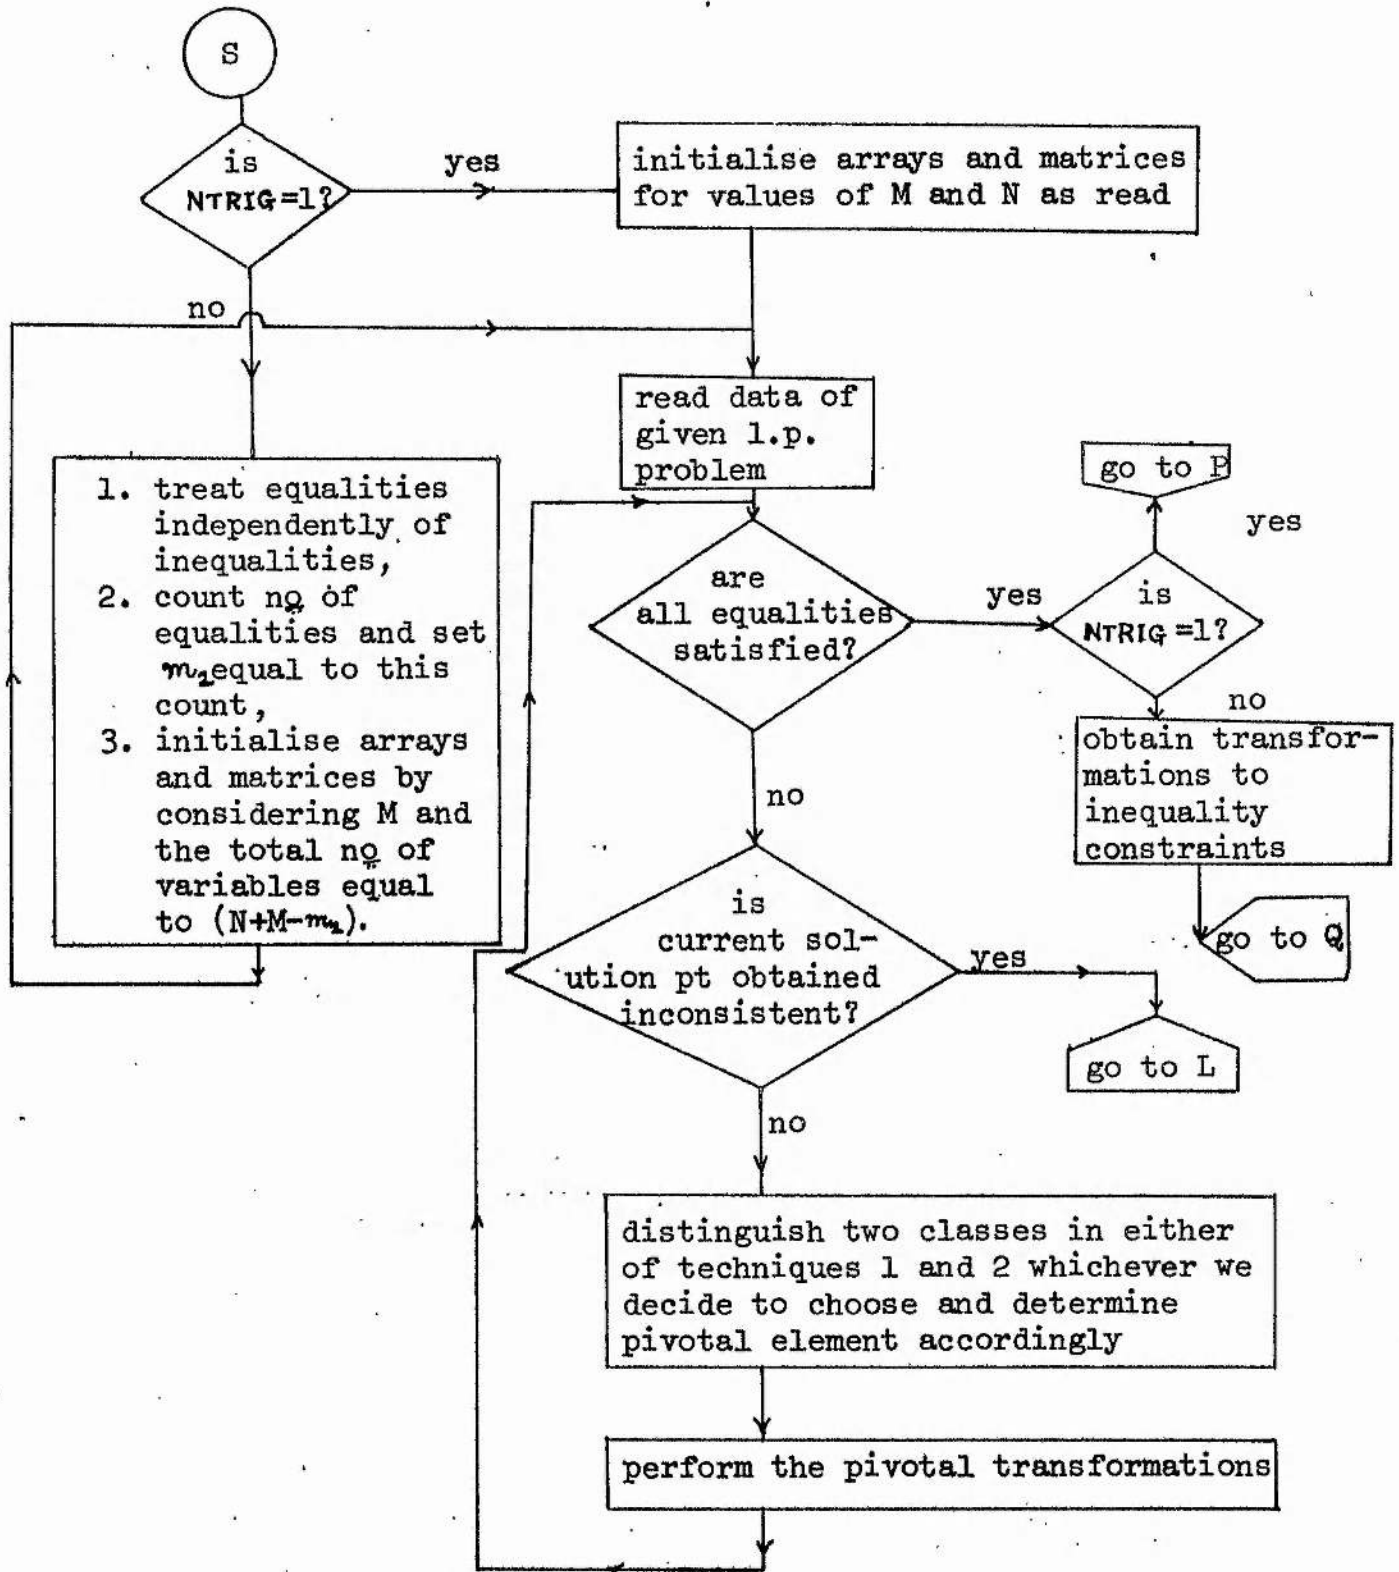 S
is
NTRIG=1?
yes
initialise arrays and matrices
for values of M and N as read
no
read data of
given l.p.
problem
1. treat equalities
independently of
inequalities,
2. count no of
equalities and set
m₂ equal to this
count,
3. initialise arrays
and matrices by
considering M and
the total no of
variables equal
to (N+M-m₂).
are
all equalities
satisfied?
yes
is
NTRIG=1?
yes
go to P
no
obtain transfor-
mations to
inequality
constraints
go to Q
no
is
current sol-
ution pt obtained
inconsistent?
yes
go to L
no
distinguish two classes in either
of techniques 1 and 2 whichever we
decide to choose and determine
pivotal element accordingly
perform the pivotal transformations